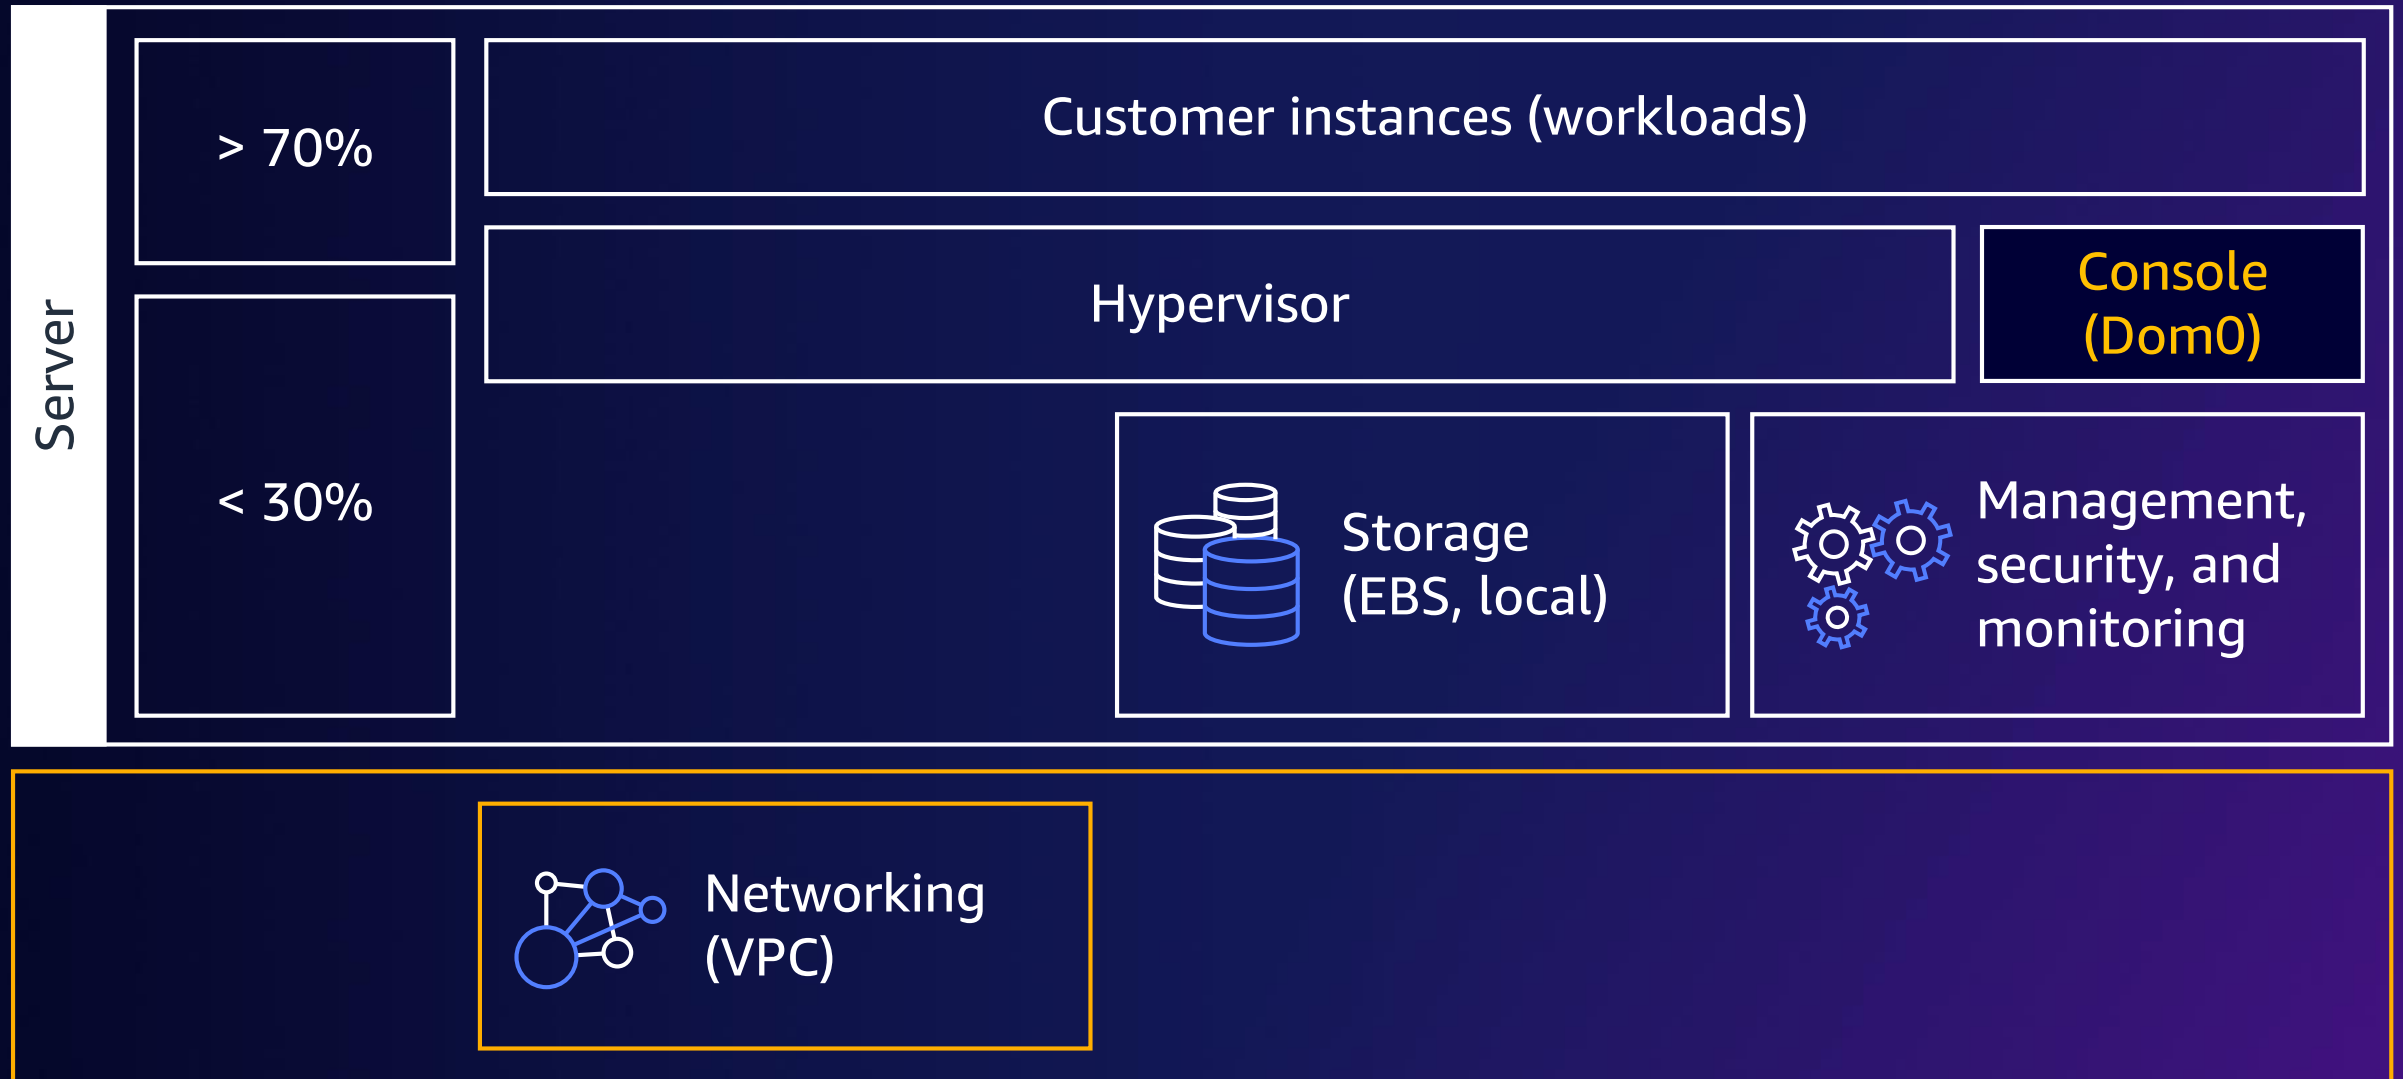 Server
> 70%
Customer instances (workloads)
Hypervisor
Console
(Dom0)
< 30%
Storage
(EBS, local)
Management,
security, and
monitoring
Networking
(VPC)